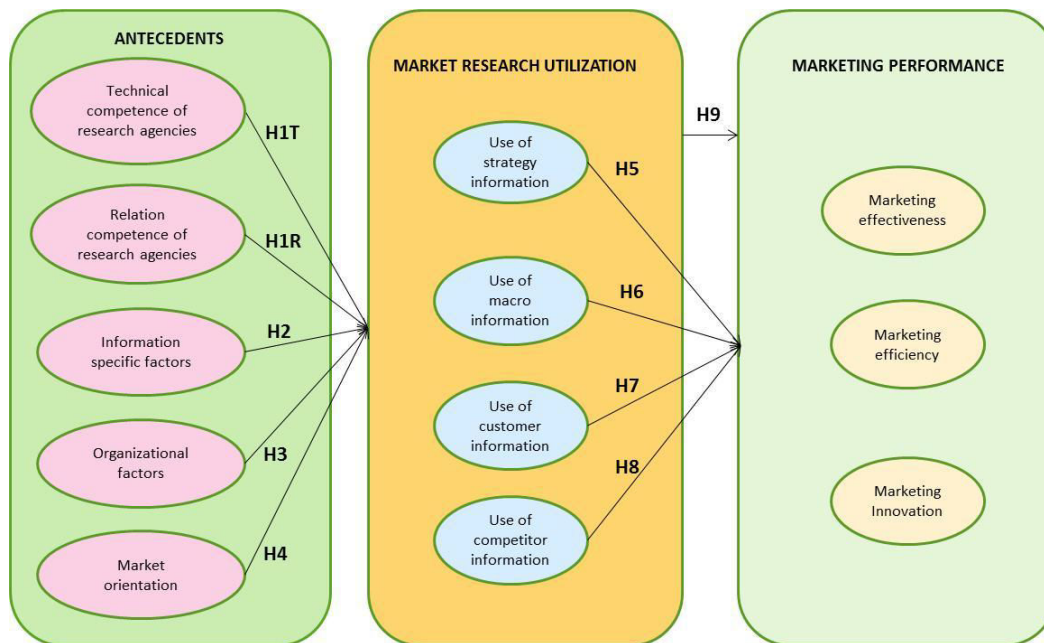 ANTECEDENTS
Technical
competence of
research agencies
H1T
Relation
competence of
research agencies
H1R
Information
specific factors
H2
Organizational
factors
H3
Market
orientation
H4
MARKET RESEARCH UTILIZATION
Use of
strategy
information
H5
Use of
macro
information
H6
Use of
customer
information
H7
Use of
competitor
information
H8
H9
MARKETING PERFORMANCE
Marketing
effectiveness
Marketing
efficiency
Marketing
Innovation